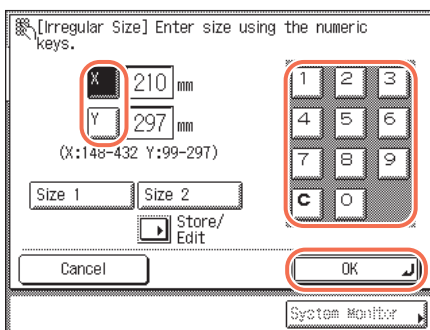 [Irregular Size] Enter size using the numeric
keys.
X 210 mm
Y 297 mm
(X:148-432 Y:99-297)
1 2 3
4 5 6
7 8 9
C 0
Size 1 Size 2
Store/
Edit
Cancel OK
System Monitor